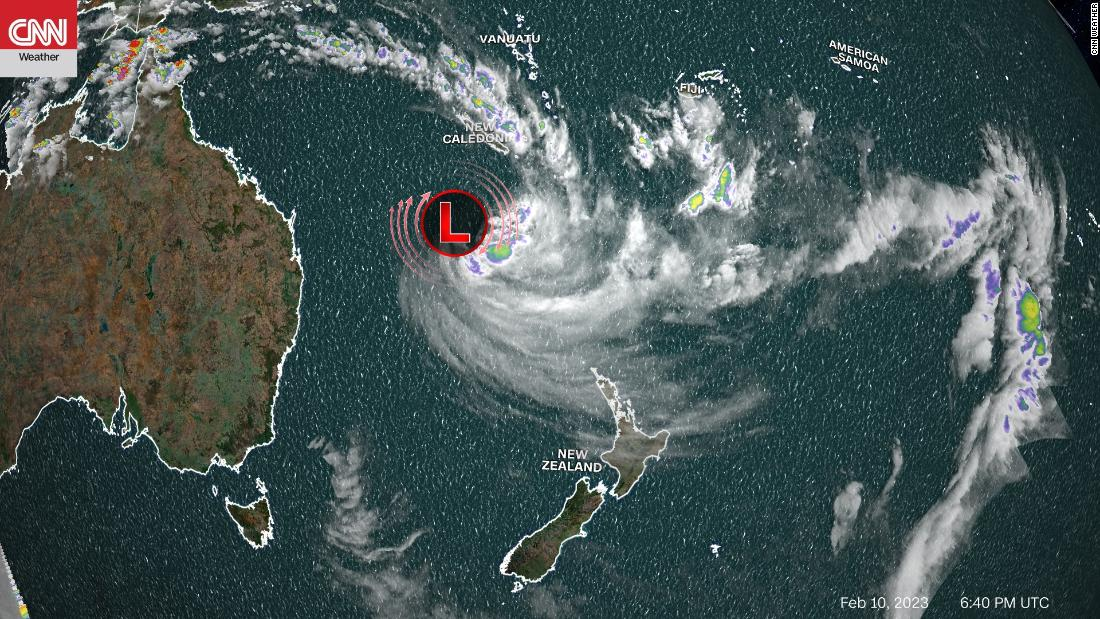 CNN
Weather
CNN WEATHER
VANUATU
AMERICAN
SAMOA
FIJI
NEW
CALEDONIA
L
NEW
ZEALAND
Feb 10, 2023 6:40 PM UTC